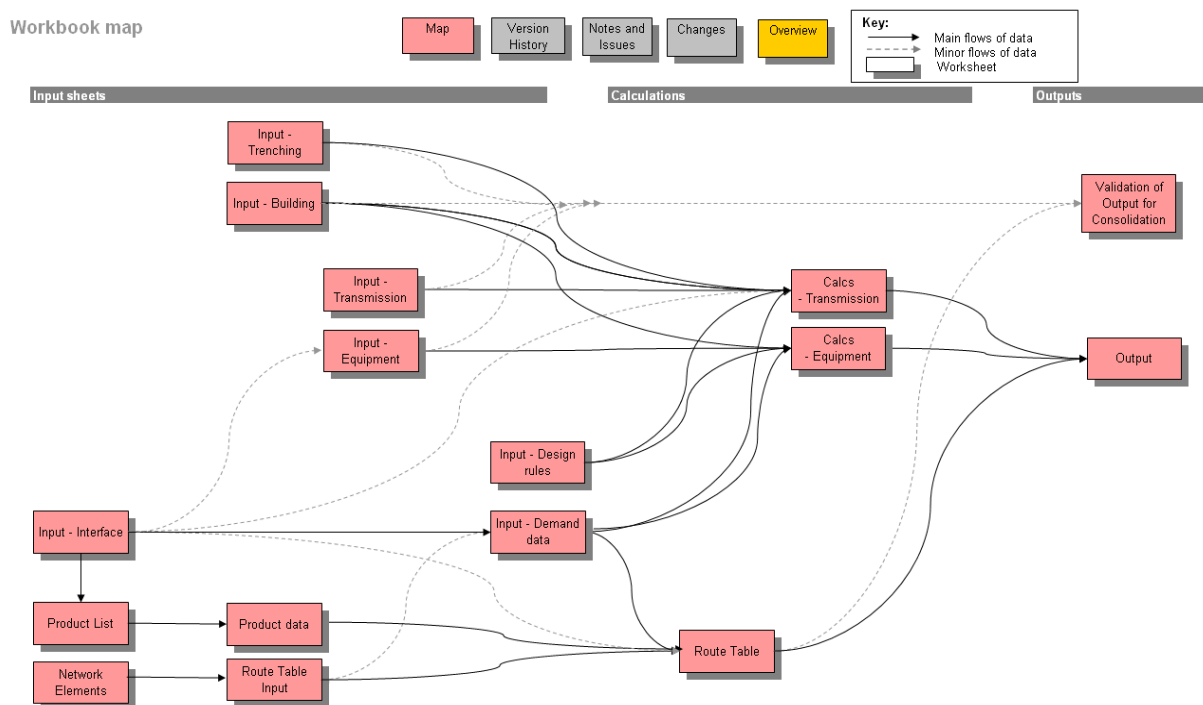 Workbook map
Map
Version
History
Notes and
Issues
Changes
Overview
Key:
Main flows of data
Minor flows of data
Worksheet
Input sheets
Calculations
Outputs
Input -
Trenching
Input - Building
Validation of
Output for
Consolidation
Input -
Transmission
Calcs
- Transmission
Input -
Equipment
Calcs
- Equipment
Output
Input - Design
rules
Input - Interface
Input - Demand
data
Product List
Product data
Route Table
Network
Elements
Route Table
Input